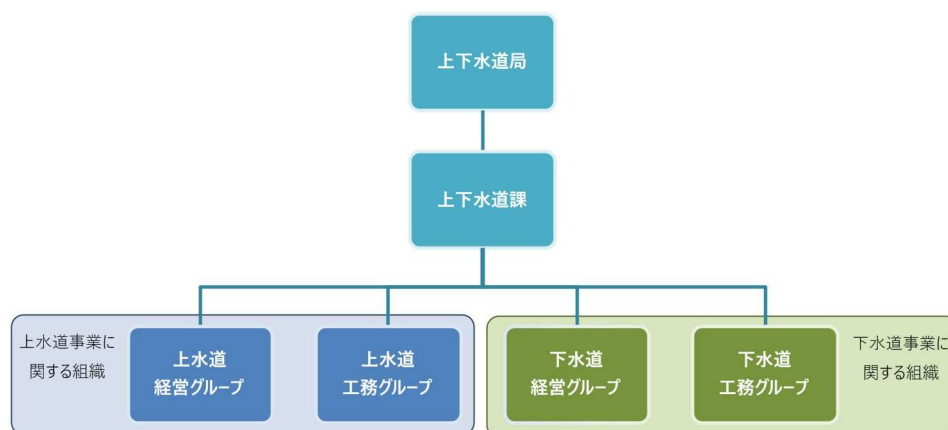 上下水道局
上下水道課
上水道事業に
関する組織
上水道
経営グループ
上水道
工務グループ
下水道
経営グループ
下水道
工務グループ
下水道事業に
関する組織